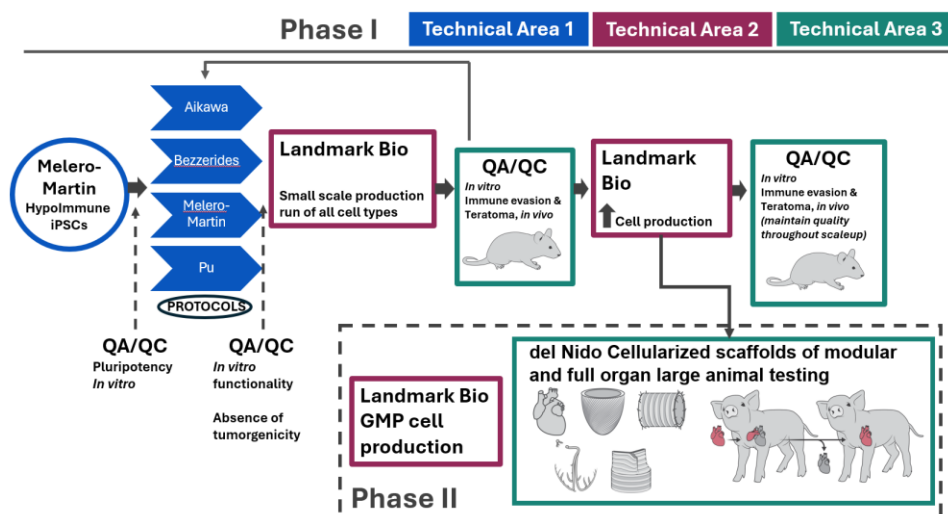 Phase I
Technical Area 1
Technical Area 2
Technical Area 3
Melero-
Martin
HypoImmune
iPSCs
Aikawa
Bezzerides
Melero-
Martin
Pu
PROTOCOLS
QA/QC
Pluripotency
In vitro
QA/QC
In vitro
functionality
Absence of
tumorgenicity
Landmark Bio
Small scale production
run of all cell types
QA/QC
In vitro
Immune evasion &
Teratoma, in vivo
Landmark
Bio
Cell production
QA/QC
In vitro
Immune evasion &
Teratoma, in vivo
(maintain quality
throughout scaleup)
Landmark Bio
GMP cell
production
Phase II
del Nido Cellularized scaffolds of modular
and full organ large animal testing